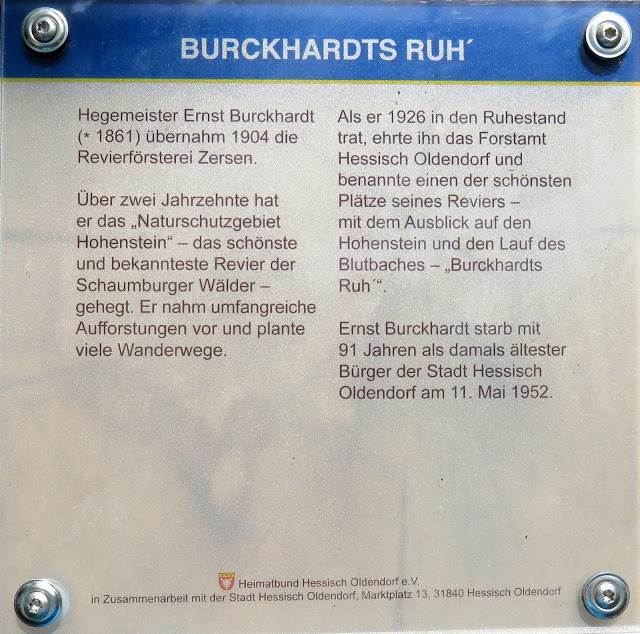 BURCKHARDTS RUH´
Hegemeister Ernst Burckhardt
(* 1861) übernahm 1904 die
Revierförsterei Zersen.
Über zwei Jahrzehnte hat
er das „Naturschutzgebiet
Hohenstein“ – das schönste
und bekannteste Revier der
Schaumburger Wälder –
gehegt. Er nahm umfangreiche
Aufforstungen vor und plante
viele Wanderwege.
Als er 1926 in den Ruhestand
trat, ehrte ihn das Forstamt
Hessisch Oldendorf und
benannte einen der schönsten
Plätze seines Reviers –
mit dem Ausblick auf den
Hohenstein und den Lauf des
Blutbaches – „Burckhardts
Ruh´“.
Ernst Burckhardt starb mit
91 Jahren als damals ältester
Bürger der Stadt Hessisch
Oldendorf am 11. Mai 1952.
Heimatbund Hessisch Oldendorf e.V.
in Zusammenarbeit mit der Stadt Hessisch Oldendorf, Marktplatz 13, 31840 Hessisch Oldendorf